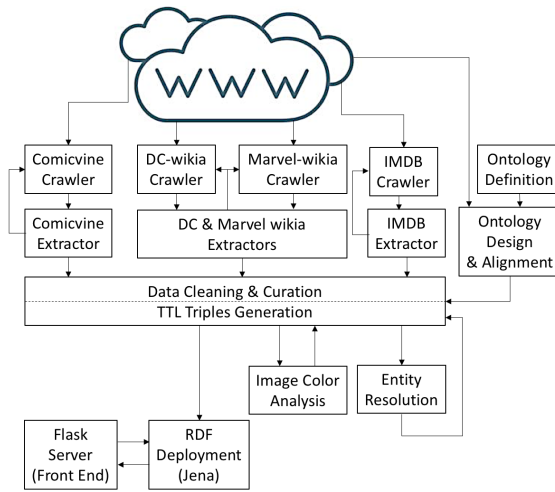 WWW
Comicvine
Crawler
DC-wikia
Crawler
Marvel-wikia
Crawler
IMDB
Crawler
Ontology
Definition
Comicvine
Extractor
DC & Marvel wikia
Extractors
IMDB
Extractor
Ontology
Design
& Alignment
Data Cleaning & Curation
TTL Triples Generation
Image Color
Analysis
Entity
Resolution
Flask
Server
(Front End)
RDF
Deployment
(Jena)